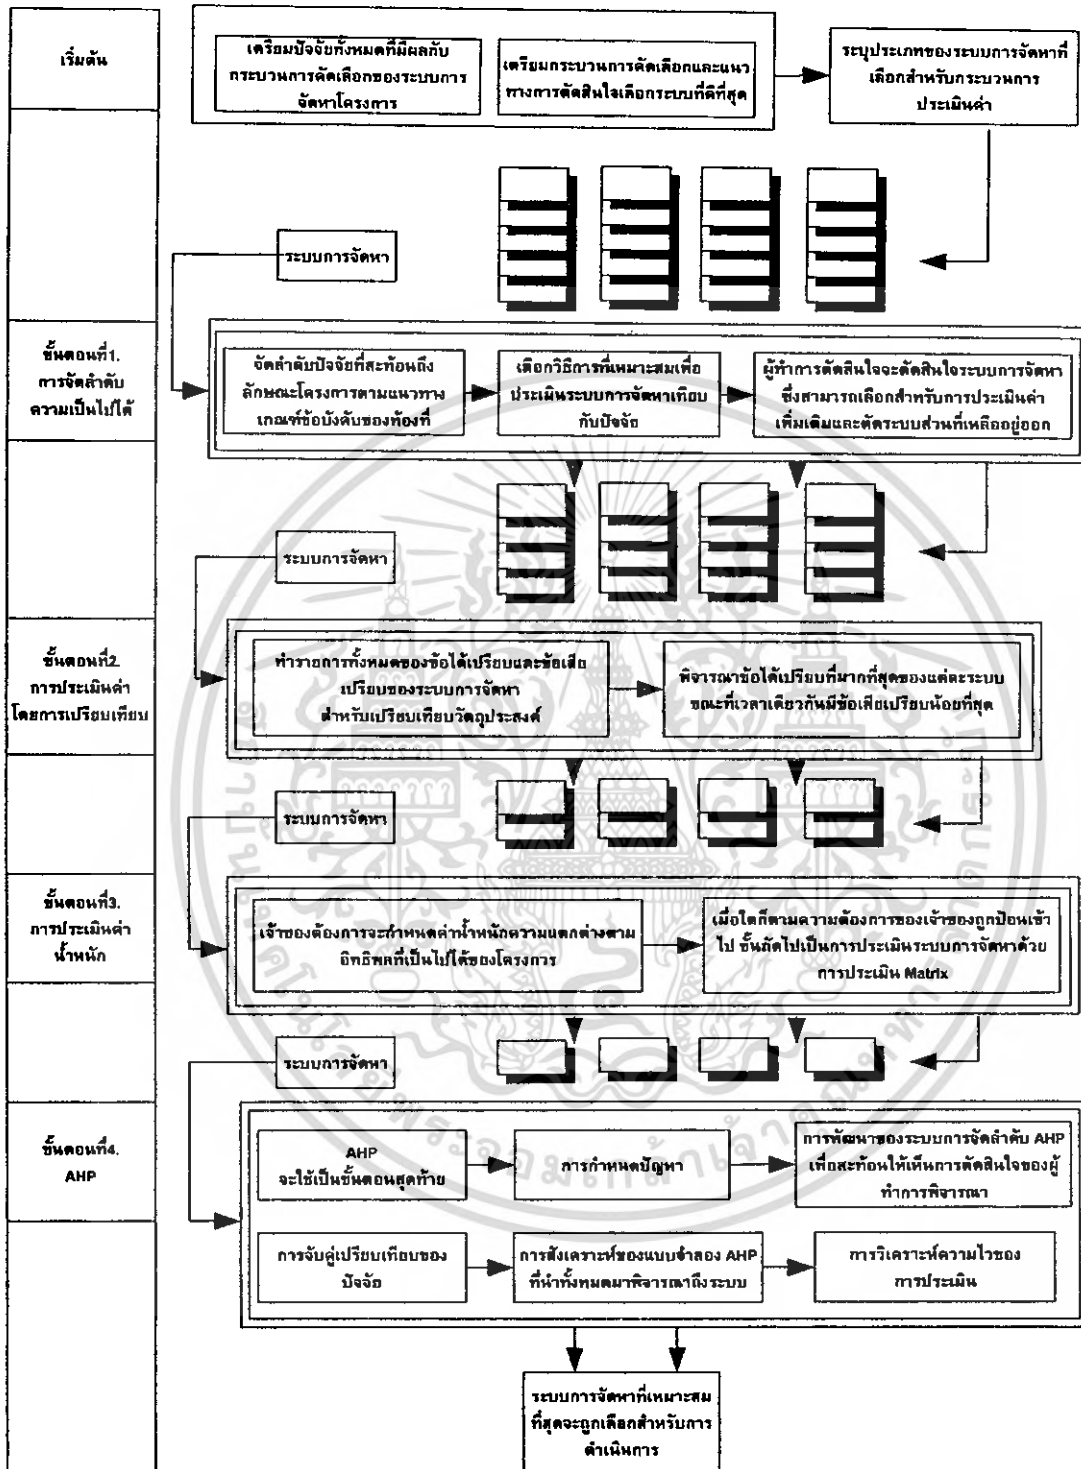 เริ่มต้น
เตรียมปัจจัยทั้งหมดที่มีผลกับ
กระบวนการคัดเลือกของระบบการ
จัดหาโครงการ
เตรียมกระบวนการคัดเลือกและแนว
ทางการตัดสินใจเลือกระบบที่ดีที่สุด
ระบุประเภทของระบบการจัดหาที่
เลือกสำหรับกระบวนการ
ประเมินค่า
ระบบการจัดหา
ขั้นตอนที่1.
การจัดลำดับ
ความเป็นไปได้
จัดลำดับปัจจัยที่สะท้อนถึง
ลักษณะโครงการตามแนวทาง
เกณฑ์ข้อบังคับของท้องที่
เลือกวิธีการที่เหมาะสมเพื่อ
ประเมินระบบการจัดหาเทียบ
กับปัจจัย
ผู้ทำการตัดสินใจจะตัดสินใจระบบการจัดหา
ซึ่งสามารถเลือกสำหรับการประเมินค่า
เพิ่มเติมและตัดระบบส่วนที่เหลืออยู่ออก
ระบบการจัดหา
ขั้นตอนที่2.
การประเมินค่า
โดยการเปรียบเทียบ
ทำรายการทั้งหมดของข้อได้เปรียบและข้อเสีย
เปรียบของระบบการจัดหา
สำหรับเปรียบเทียบวัตถุประสงค์
พิจารณาข้อได้เปรียบที่มากที่สุดของแต่ละระบบ
ขณะที่เวลาเดียวกันมีข้อเสียเปรียบน้อยที่สุด
ระบบการจัดหา
ขั้นตอนที่3.
การประเมินค่า
น้ำหนัก
เจ้าของต้องการจะกำหนดค่าน้ำหนักความแตกต่างตาม
อิทธิพลที่เป็นไปได้ของโครงการ
เมื่อใดก็ตามความต้องการของเจ้าของถูกป้อนเข้า
ไป ขั้นถัดไปเป็นการประเมินระบบการจัดหาด้วย
การประเมิน Matrix
ระบบการจัดหา
ขั้นตอนที่4.
AHP
AHP
จะใช้เป็นขั้นตอนสุดท้าย
การกำหนดปัญหา
การพัฒนาของระบบการจัดลำดับ AHP
เพื่อสะท้อนให้เห็นการตัดสินใจของผู้
ทำการพิจารณา
การจับคู่เปรียบเทียบของ
ปัจจัย
การสังเคราะห์ของแบบจำลอง AHP
ที่นำทั้งหมดมาพิจารณาถึงระบบ
การวิเคราะห์ความไวของ
การประเมิน
ระบบการจัดหาที่เหมาะสม
ที่สุดจะถูกเลือกสำหรับการ
ดำเนินการ